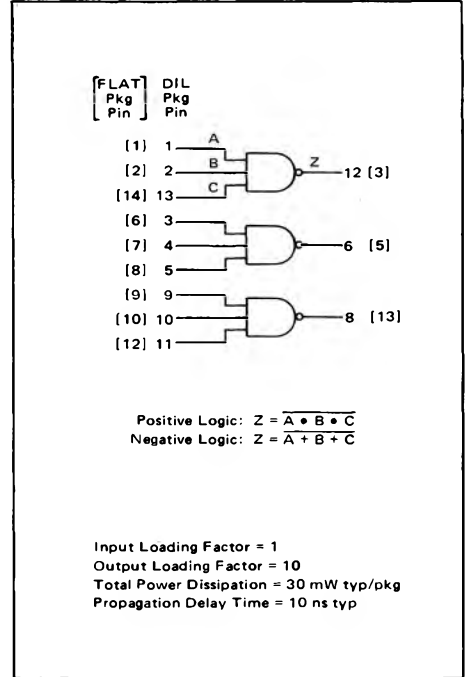 [FLAT Pkg Pin] DIL Pkg Pin
[1] 1 A
[2] 2 B Z 12 [3]
[14] 13 C
[6] 3
[7] 4 6 [5]
[8] 5
[9] 9
[10] 10 8 [13]
[12] 11
Positive Logic: Z = A • B • C
Negative Logic: Z = A + B + C
Input Loading Factor = 1
Output Loading Factor = 10
Total Power Dissipation = 30 mW typ/pkg
Propagation Delay Time = 10 ns typ